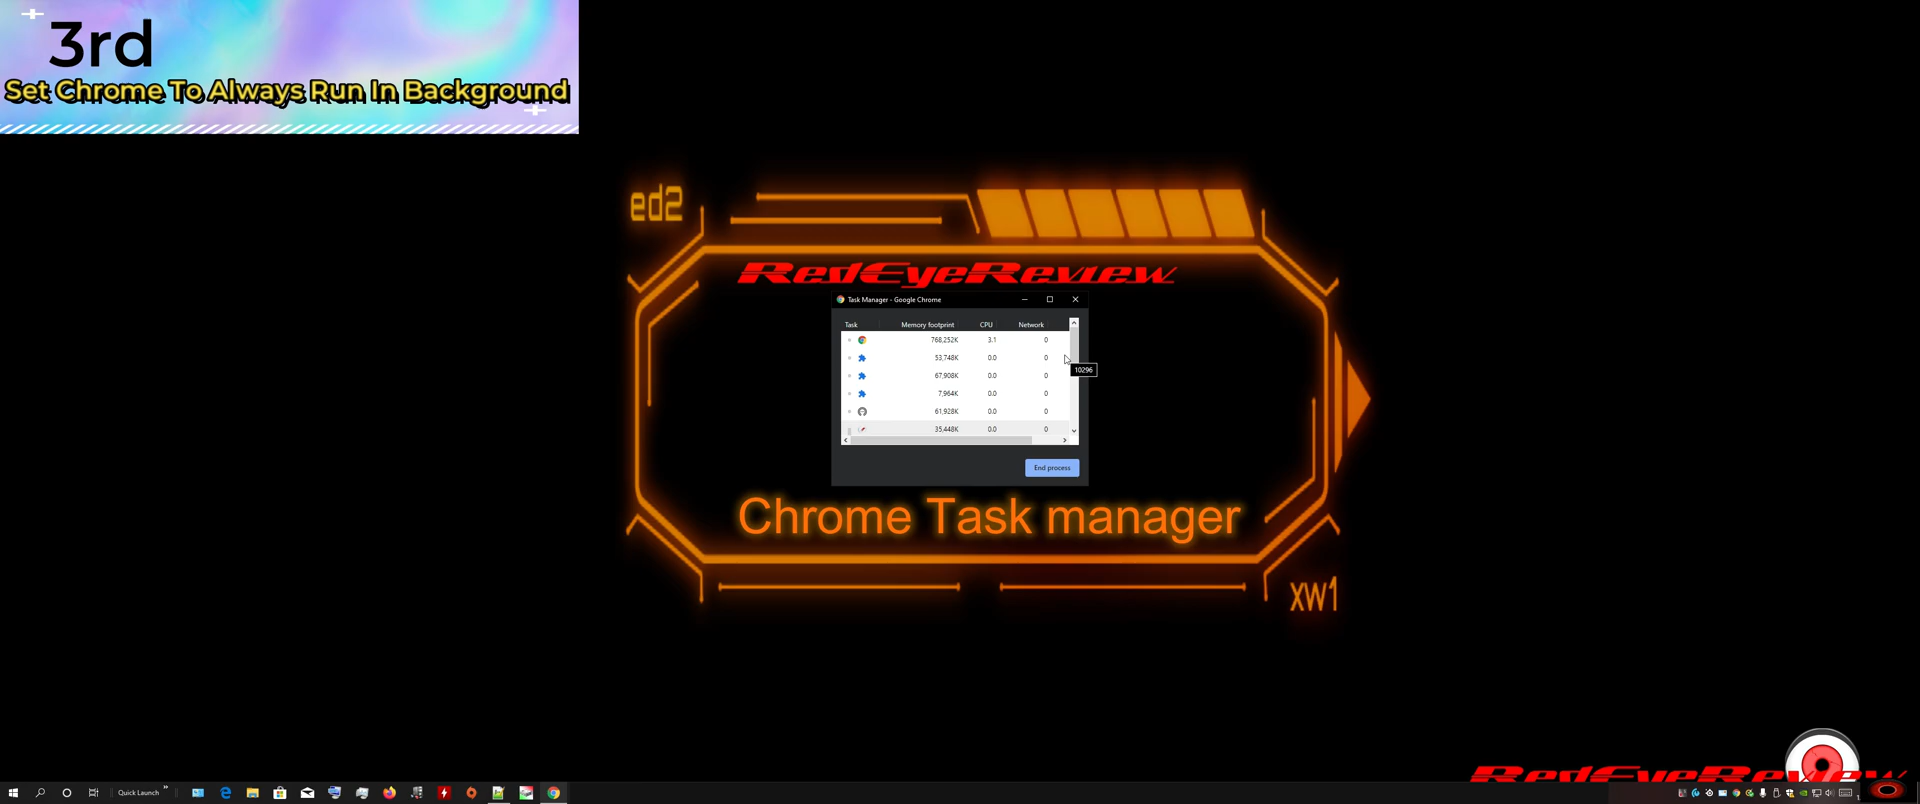 3rd
Set Chrome To Always Run In Background
ed2
RedEyeReview
Task Manager - Google Chrome
Task Memory footprint CPU Network
768,252K 3.1 0
53,748K 0.0 0
10296
67,908K 0.0 0
7,964K 0.0 0
61,928K 0.0 0
35,448K 0.0 0
End process
Chrome Task manager
xw1
RedEyeReview
Quick Launch